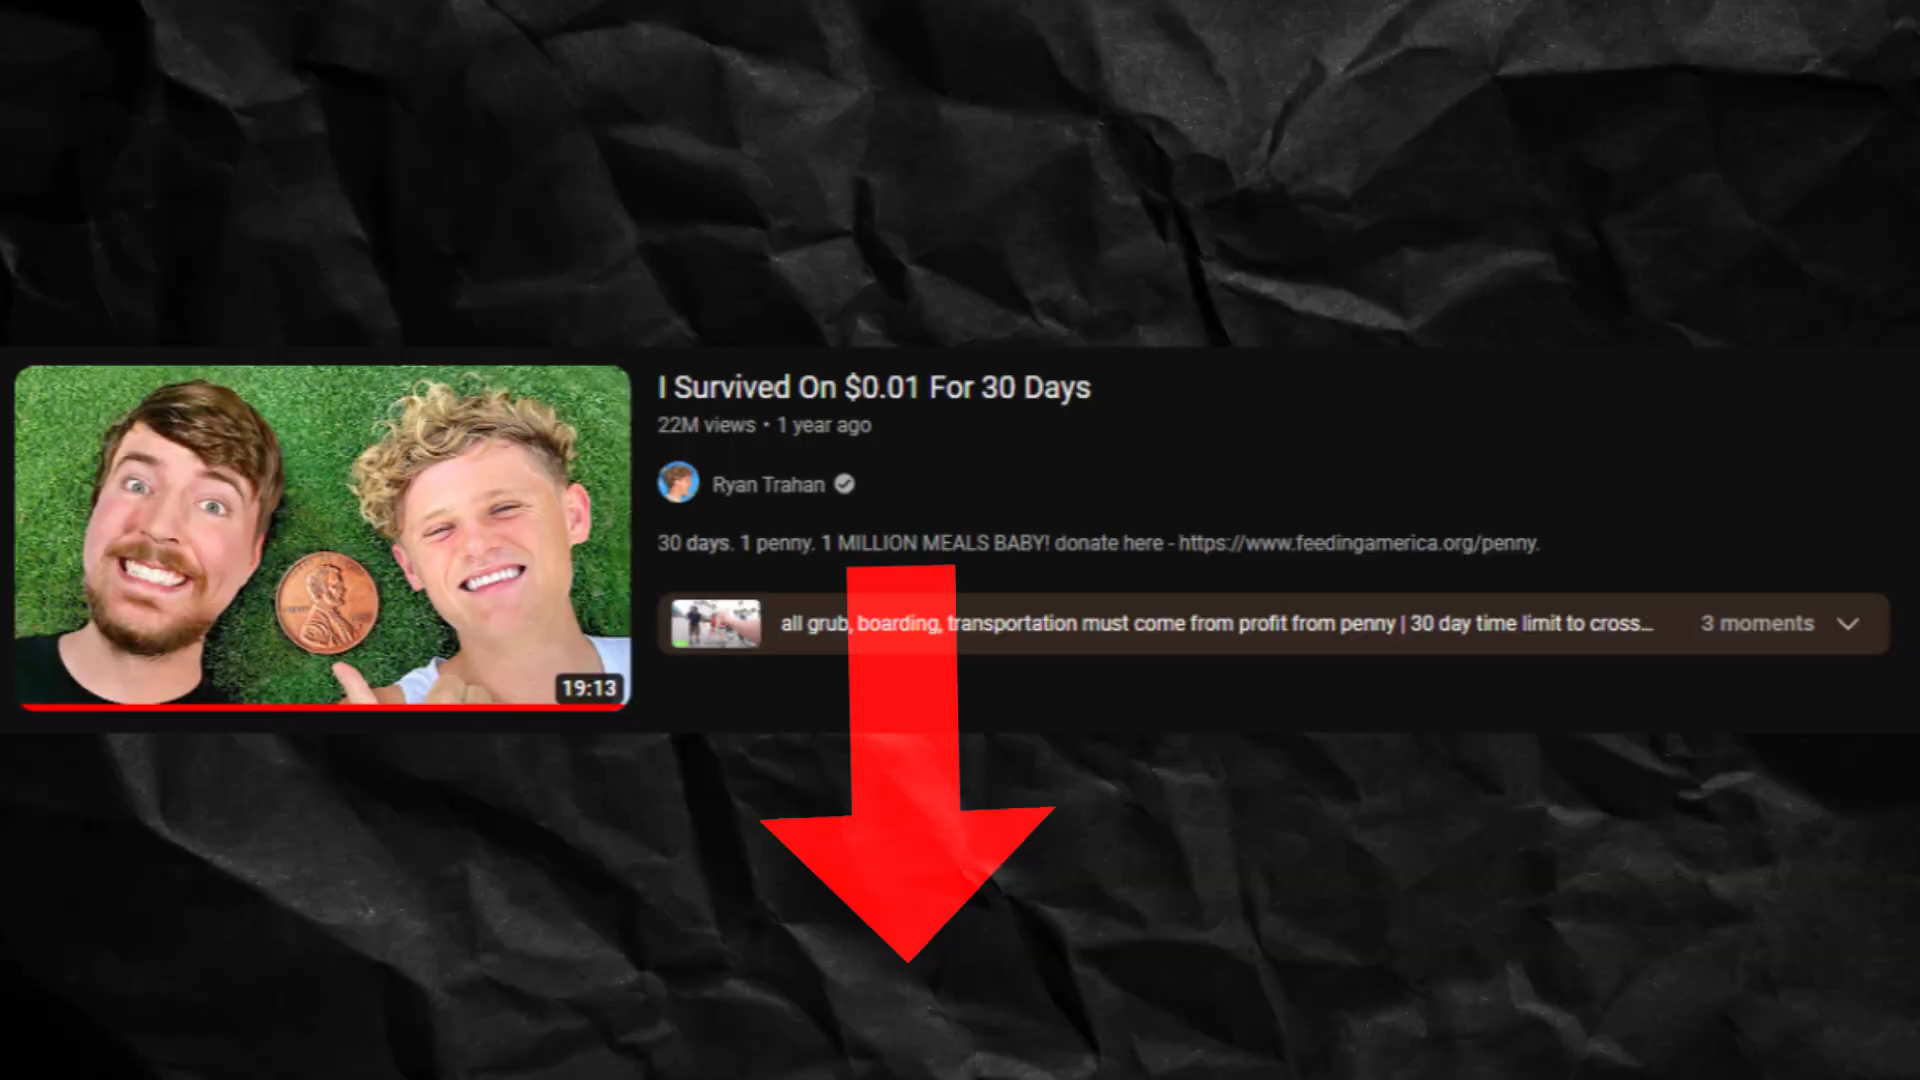 I Survived On $0.01 For 30 Days
22M views • 1 year ago
Ryan Trahan
30 days. 1 penny. 1 MILLION MEALS BABY! donate here - https://www.feedingamerica.org/penny.
all grub, boarding, transportation must come from profit from penny | 30 day time limit to cross...
3 moments
19:13